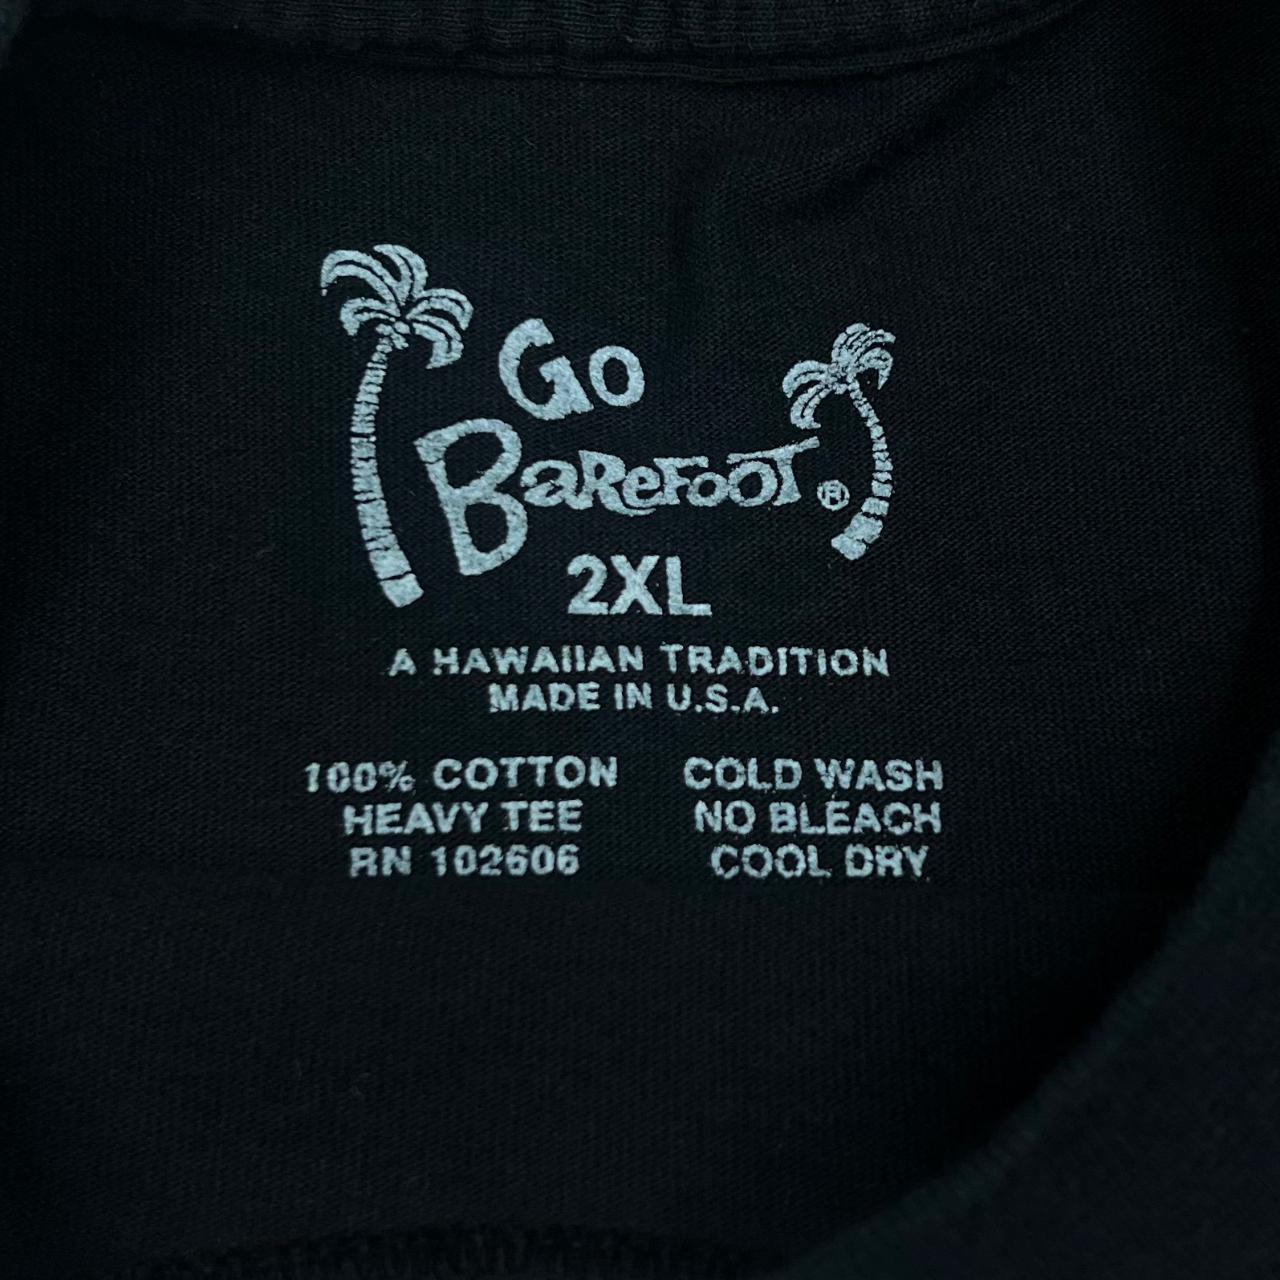 Go
Barefoot®
2XL
A HAWAIIAN TRADITION
MADE IN U.S.A.
100% COTTON
HEAVY TEE
RN 102606
COLD WASH
NO BLEACH
COOL DRY